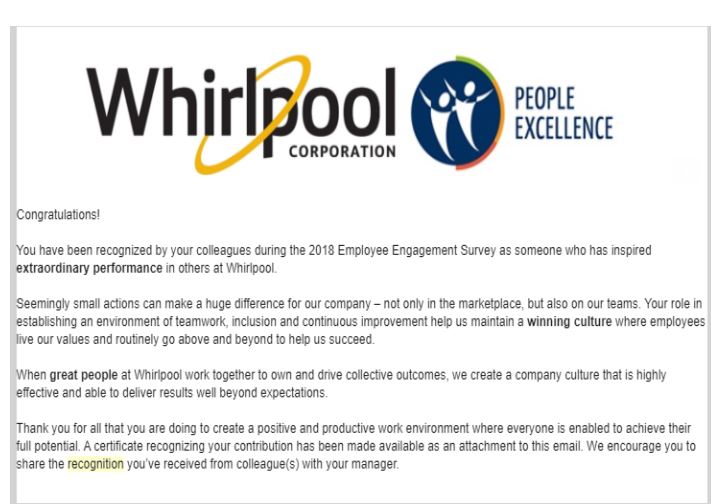 Whirlpool
CORPORATION
PEOPLE
EXCELLENCE
Congratulations!
You have been recognized by your colleagues during the 2018 Employee Engagement Survey as someone who has inspired
extraordinary performance in others at Whirlpool.
Seemingly small actions can make a huge difference for our company – not only in the marketplace, but also on our teams. Your role in
establishing an environment of teamwork, inclusion and continuous improvement help us maintain a winning culture where employees
live our values and routinely go above and beyond to help us succeed.
When great people at Whirlpool work together to own and drive collective outcomes, we create a company culture that is highly
effective and able to deliver results well beyond expectations.
Thank you for all that you are doing to create a positive and productive work environment where everyone is enabled to achieve their
full potential. A certificate recognizing your contribution has been made available as an attachment to this email. We encourage you to
share the recognition you've received from colleague(s) with your manager.